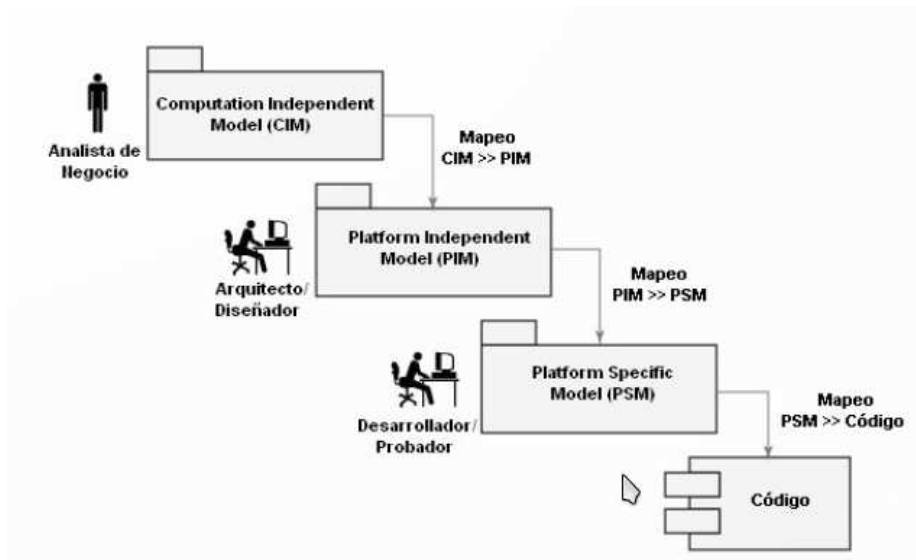 Computation Independent
Model (CIM)
Analista de
Negocio
Mapeo
CIM >> PIM
Platform Independent
Model (PIM)
Arquitecto/
Diseñador
Mapeo
PIM >> PSM
Platform Specific
Model (PSM)
Desarrollador/
Probador
Mapeo
PSM >> Código
Código